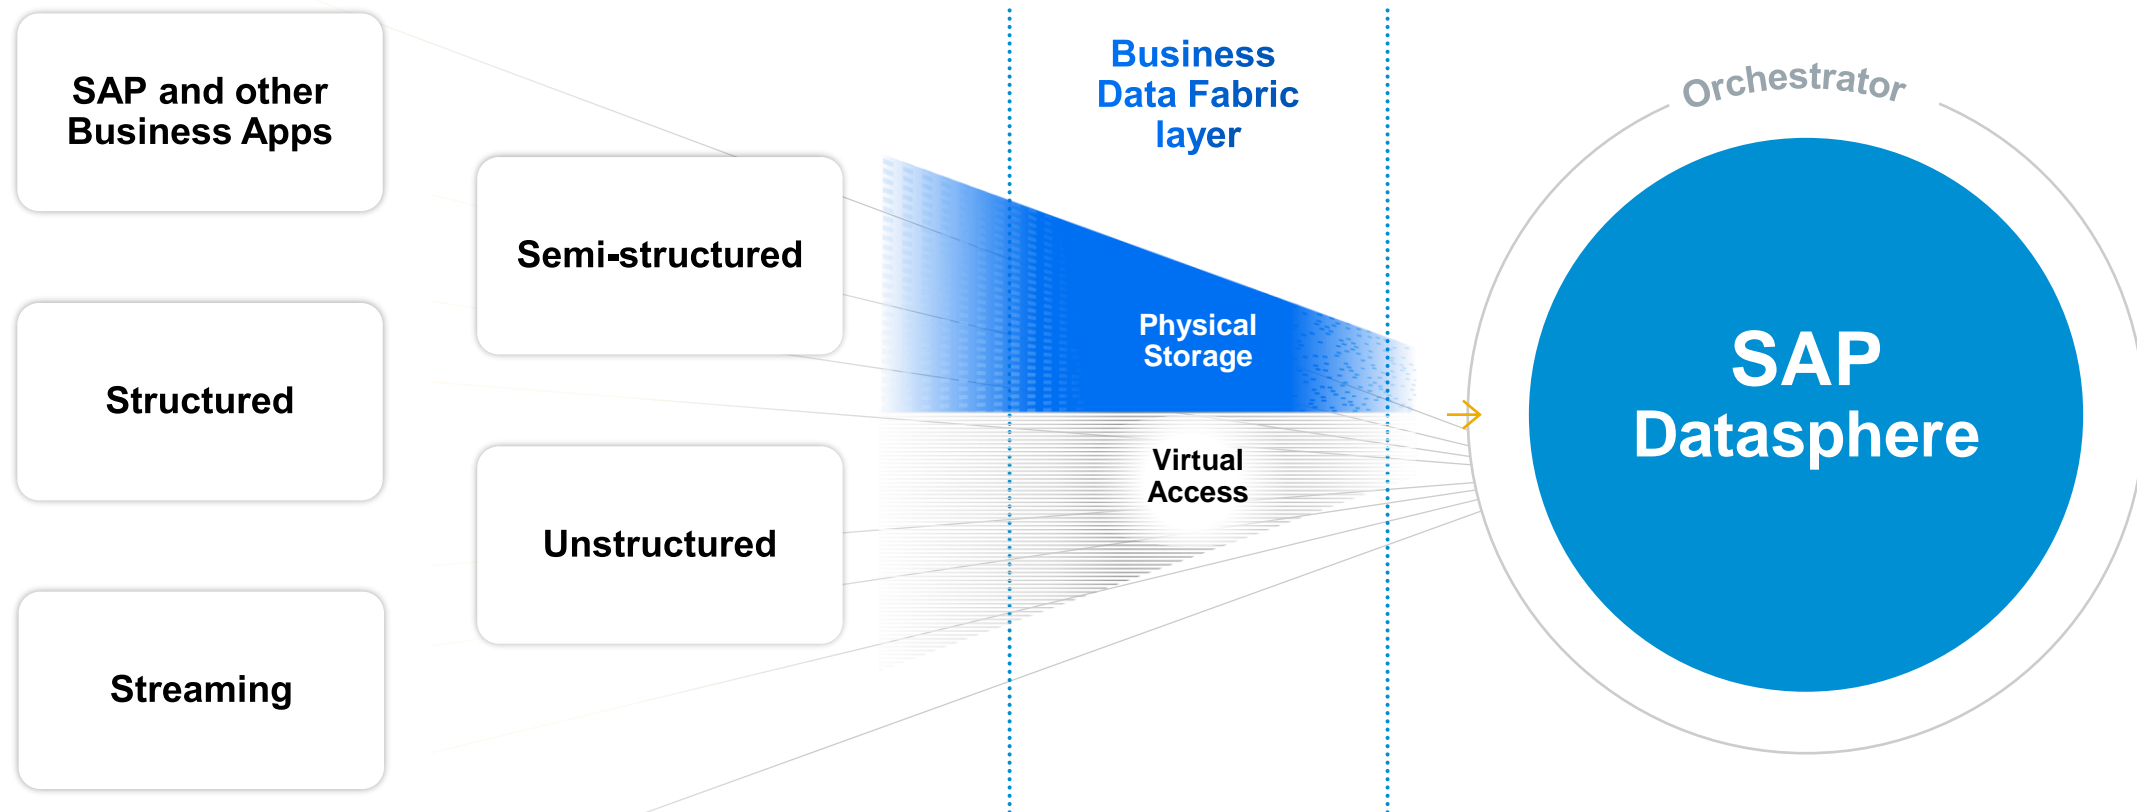 SAP and other
Business Apps
Structured
Streaming
Semi-structured
Unstructured
Business
Data Fabric
layer
Physical
Storage
Virtual
Access
Orchestrator
SAP
Datasphere